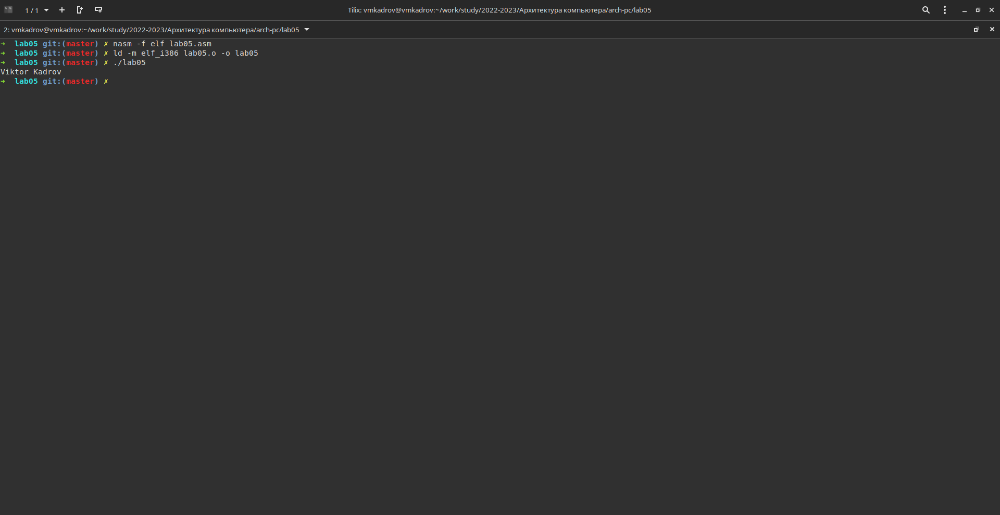 1 / 1
Tilix: vmkadrov@vmkadrov:~/work/study/2022-2023/Архитектура компьютера/arch-pc/lab05
2: vmkadrov@vmkadrov:~/work/study/2022-2023/Архитектура компьютера/arch-pc/lab05
➜ lab05 git:(master) ✗ nasm -f elf lab05.asm
➜ lab05 git:(master) ✗ ld -m elf_i386 lab05.o -o lab05
➜ lab05 git:(master) ✗ ./lab05
Viktor Kadrov
➜ lab05 git:(master) ✗